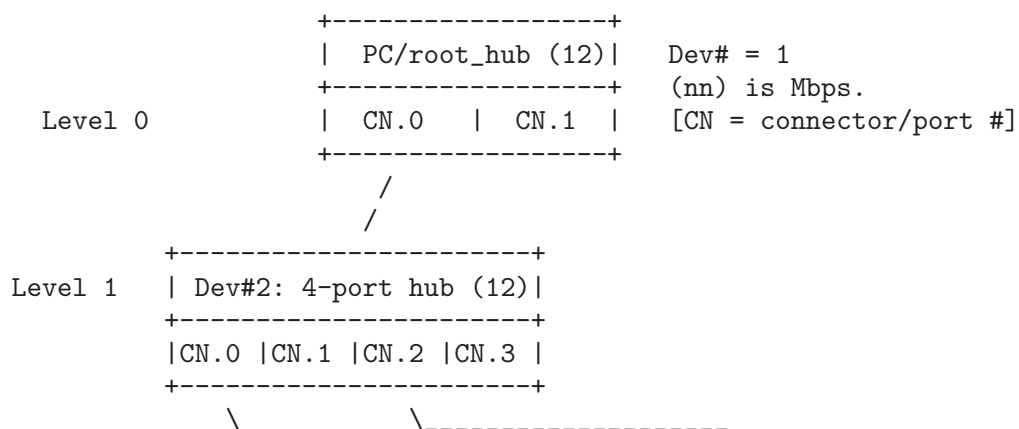 +------------------+
| PC/root_hub (12)| Dev# = 1
+------------------+ (nn) is Mbps.
Level 0 | CN.0 | CN.1 | [CN = connector/port #]
+------------------+
/
/
+-----------------------+
Level 1 | Dev#2: 4-port hub (12)|
+-----------------------+
|CN.0 |CN.1 |CN.2 |CN.3 |
+-----------------------+
\ \____________________